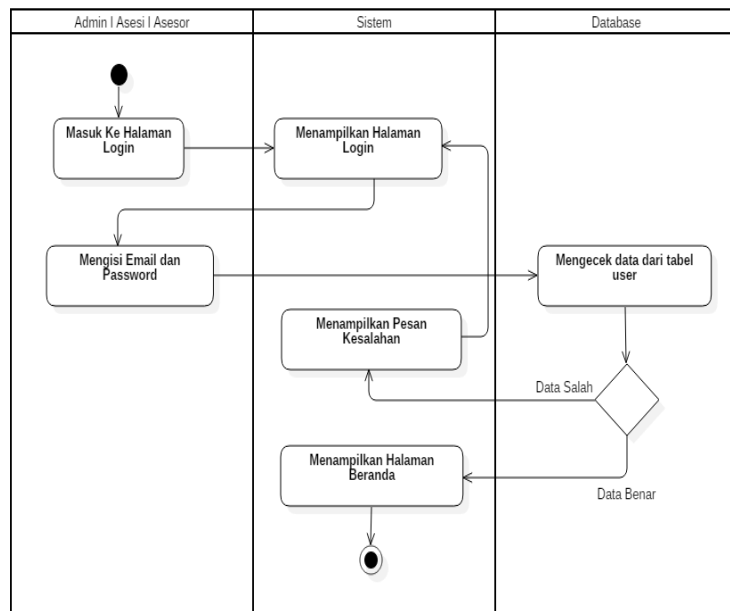 Admin I Asesi I Asesor
Sistem
Database
Masuk Ke Halaman
Login
Menampilkan Halaman
Login
Mengisi Email dan
Password
Mengecek data dari tabel
user
Menampilkan Pesan
Kesalahan
Data Salah
Menampilkan Halaman
Beranda
Data Benar